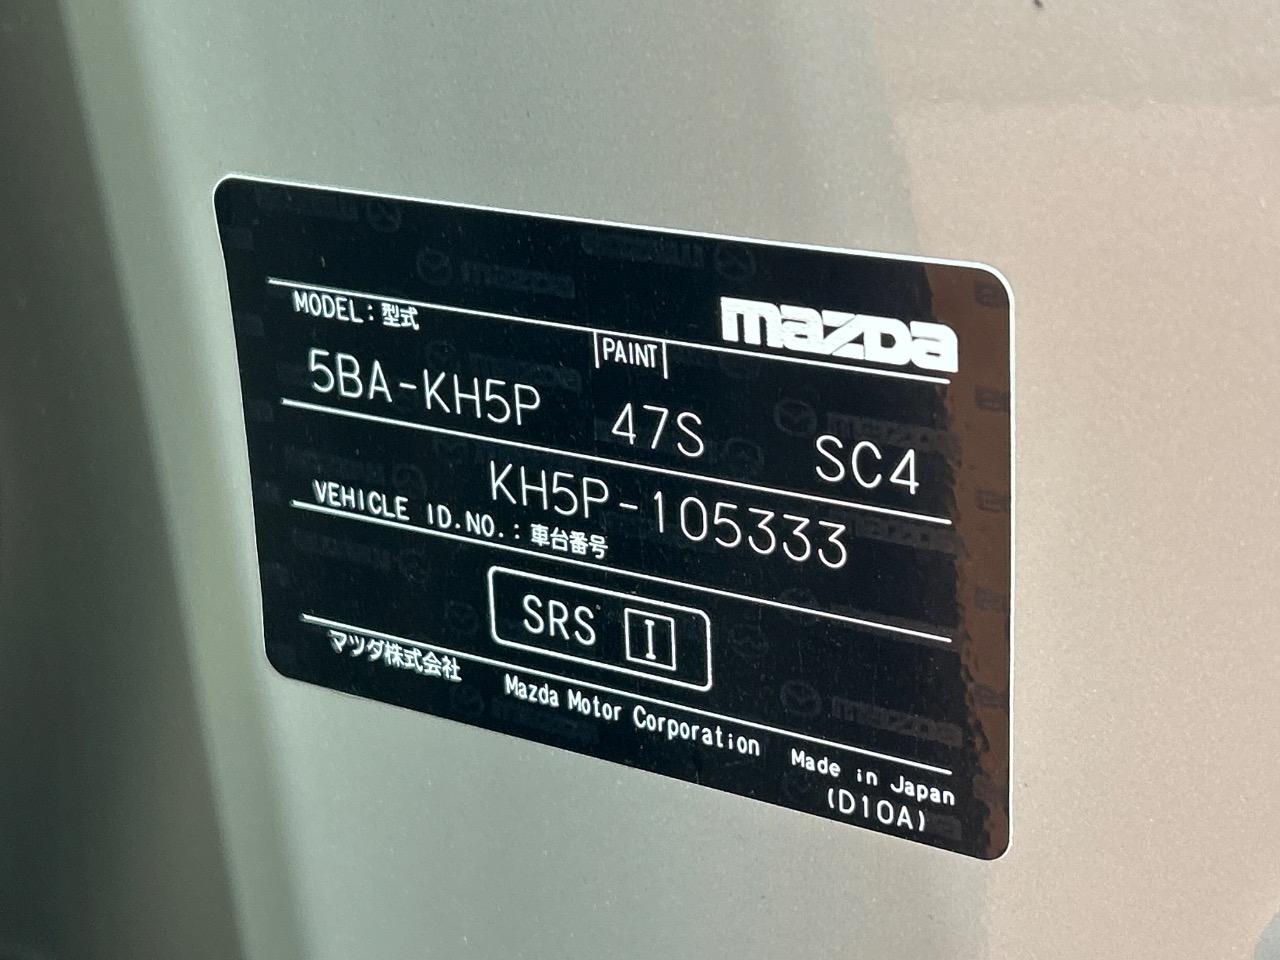 mazda
MODEL：型式
PAINT
5BA-KH5P 47S SC4
KH5P-105333
VEHICLE ID.NO.：車台番号
SRS I
マツダ株式会社 Mazda Motor Corporation Made in Japan
(D10A)